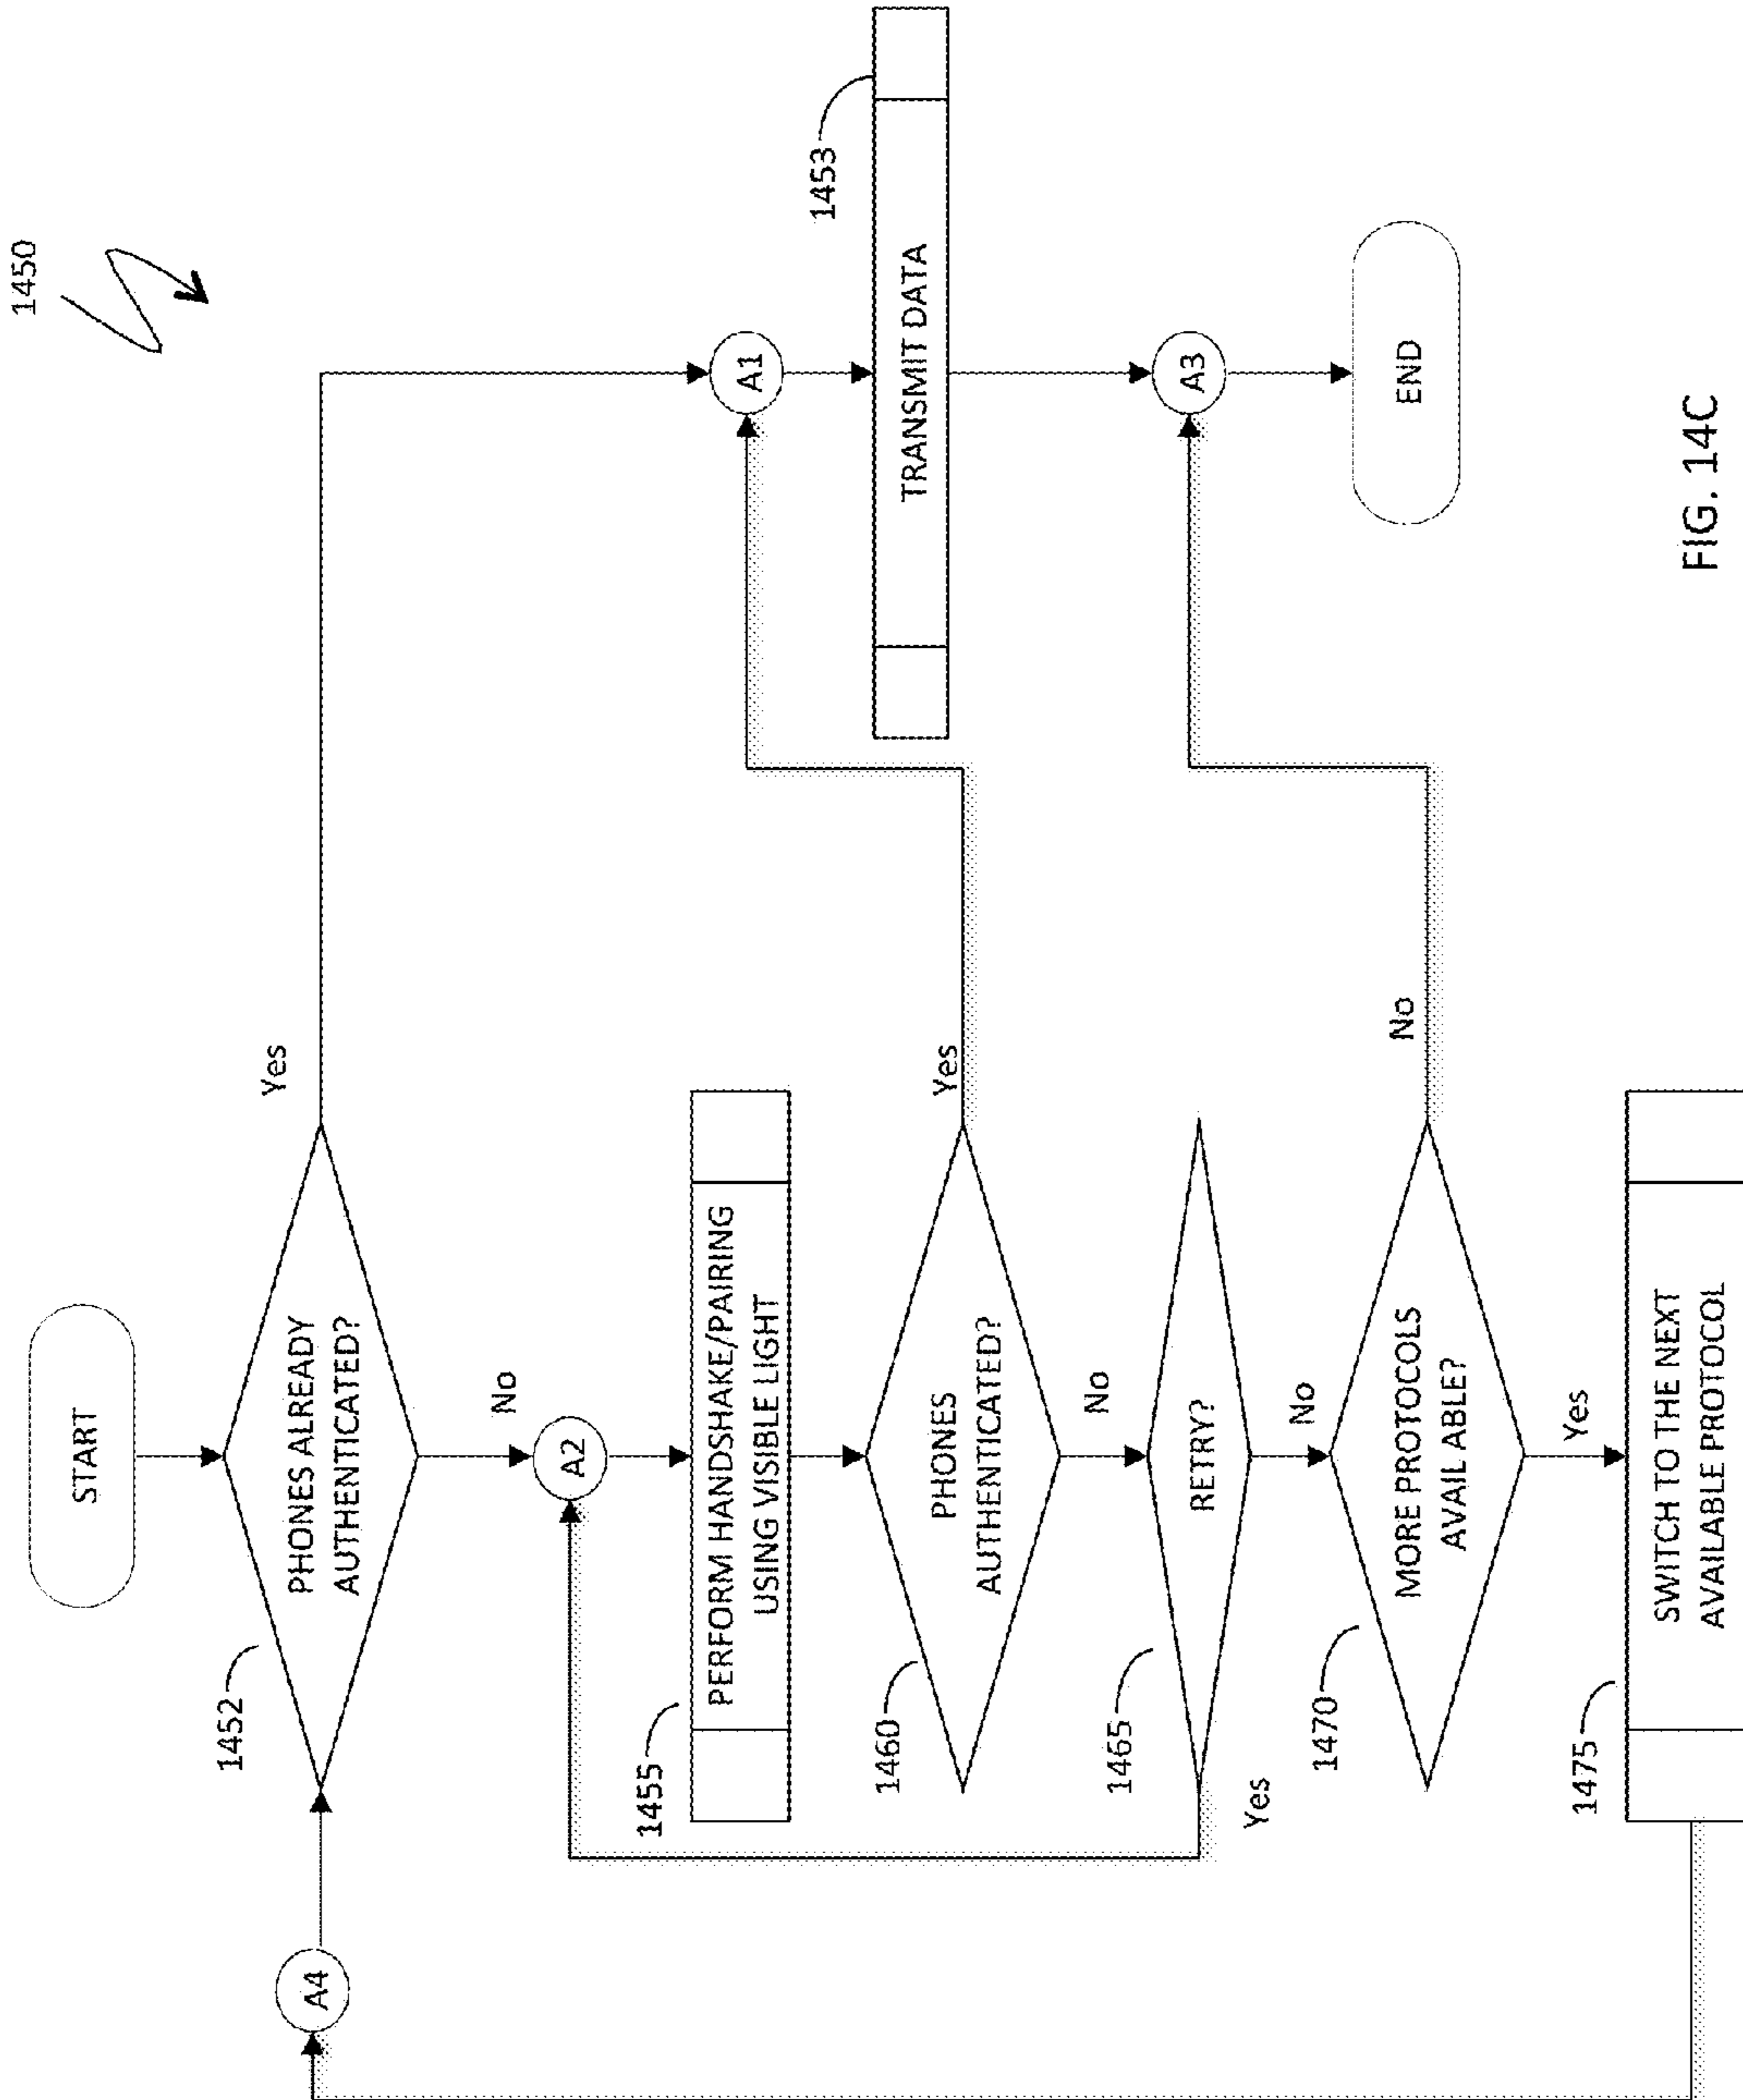 1450
START
1452
PHONES ALREADY
AUTHENTICATED?
Yes
No
A4
A2
A1
1455
PERFORM HANDSHAKE/PAIRING
USING VISIBLE LIGHT
1453
TRANSMIT DATA
1460
PHONES
AUTHENTICATED?
Yes
No
1465
RETRY?
Yes
No
A3
1470
MORE PROTOCOLS
AVAILABLE?
No
Yes
END
1475
SWITCH TO THE NEXT
AVAILABLE PROTOCOL
FIG. 14C